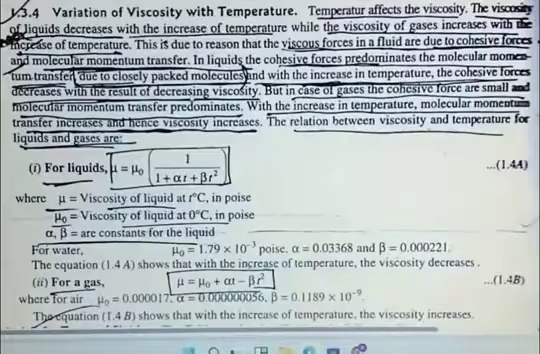 1.3.4 Variation of Viscosity with Temperature. Temperatur affects the viscosity. The viscosity
of liquids decreases with the increase of temperature while the viscosity of gases increases with the
increase of temperature. This is due to reason that the viscous forces in a fluid are due to cohesive forces
and molecular momentum transfer. In liquids the cohesive forces predominates the molecular momen-
tum transfer, due to closely packed molecules and with the increase in temperature, the cohesive forces
decreases with the result of decreasing viscosity. But in case of gases the cohesive force are small and
molecular momentum transfer predominates. With the increase in temperature, molecular momentum
transfer increases and hence viscosity increases. The relation between viscosity and temperature for
liquids and gases are:
(i) For liquids, μ = μ₀ (1 / 1 + αt + βt²) ...(1.4A)
where μ = Viscosity of liquid at t°C, in poise
μ₀ = Viscosity of liquid at 0°C, in poise
α, β = are constants for the liquid
For water, μ₀ = 1.79 × 10⁻³ poise, α = 0.03368 and β = 0.000221.
The equation (1.4 A) shows that with the increase of temperature, the viscosity decreases.
(ii) For a gas, μ = μ₀ + αt – βt² ...(1.4B)
where for air μ₀ = 0.000017, α = 0.000000056, β = 0.1189 × 10⁻⁹.
The equation (1.4 B) shows that with the increase of temperature, the viscosity increases.